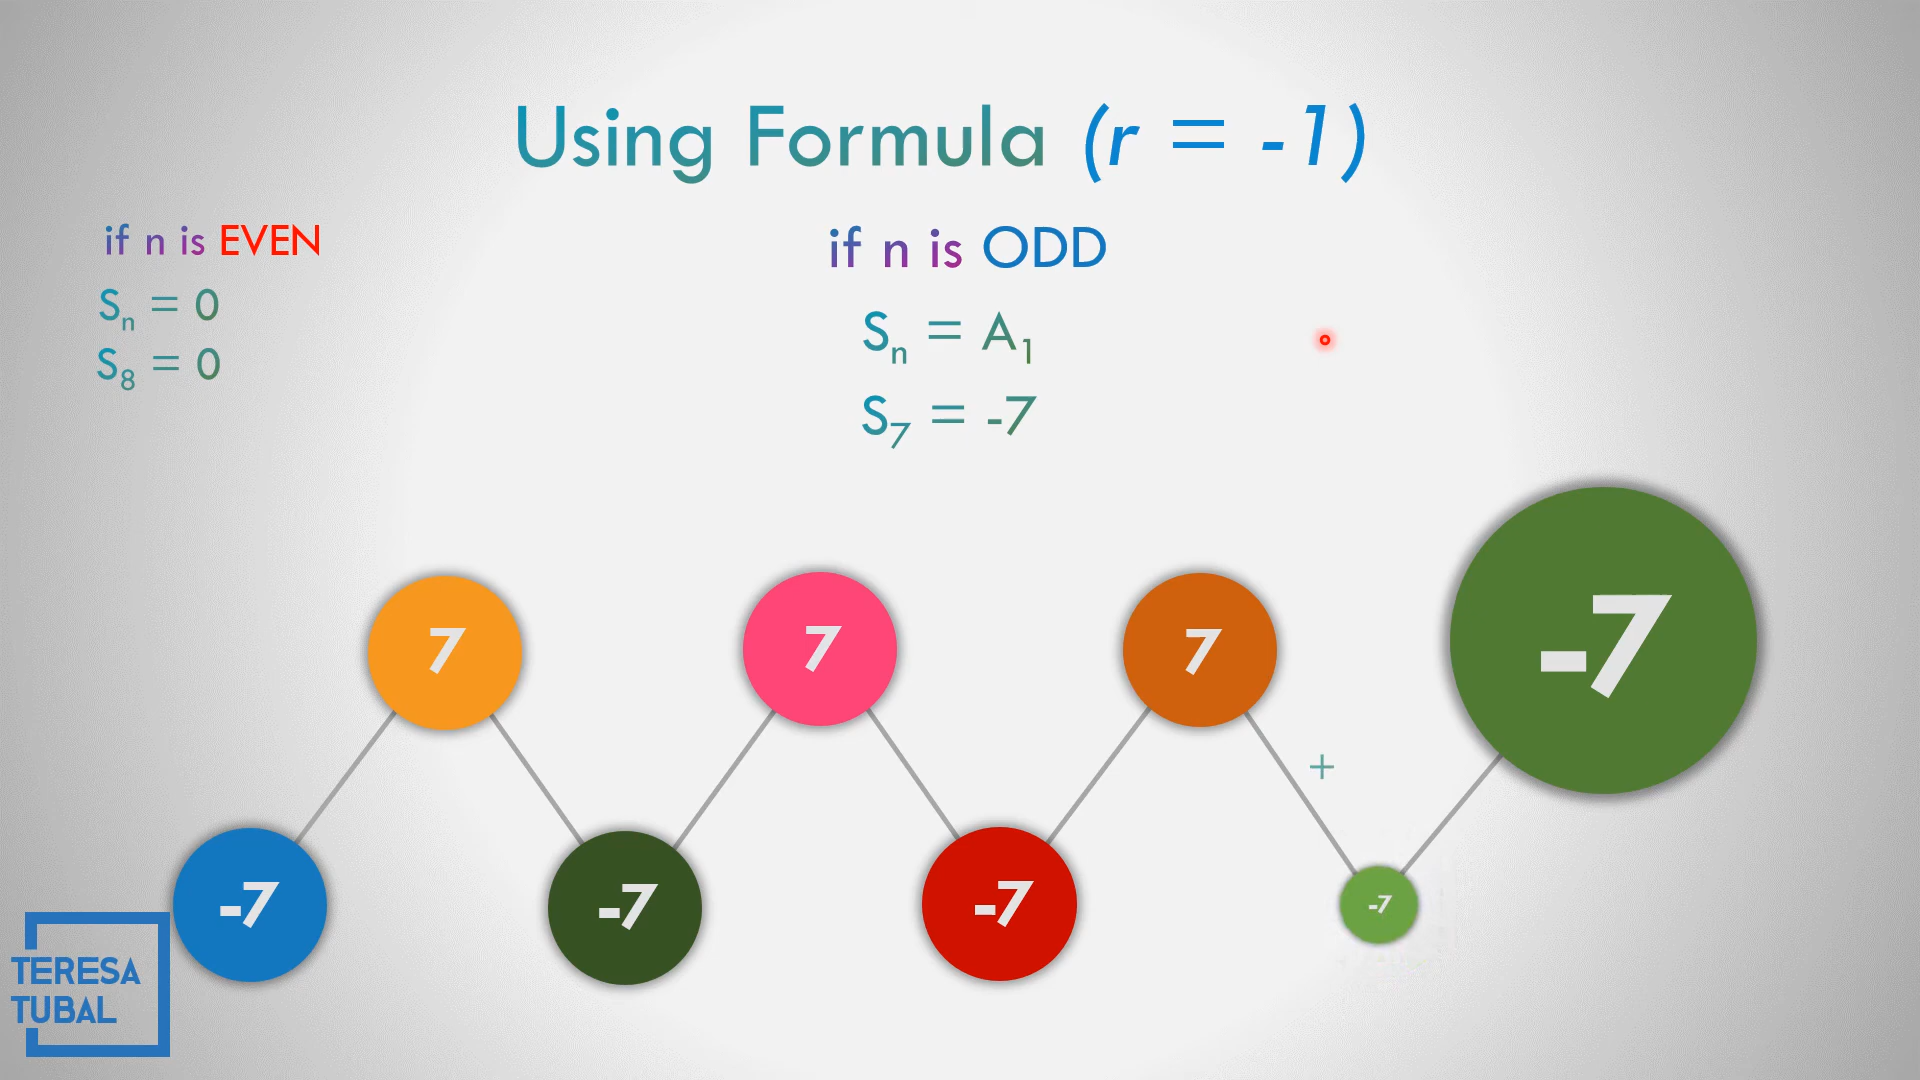 Using Formula (r = -1)
if n is EVEN
Sn = 0
S8 = 0
if n is ODD
Sn = A1
S7 = -7
7
7
7
-7
+
-7
-7
-7
-7
TERESA
TUBAL